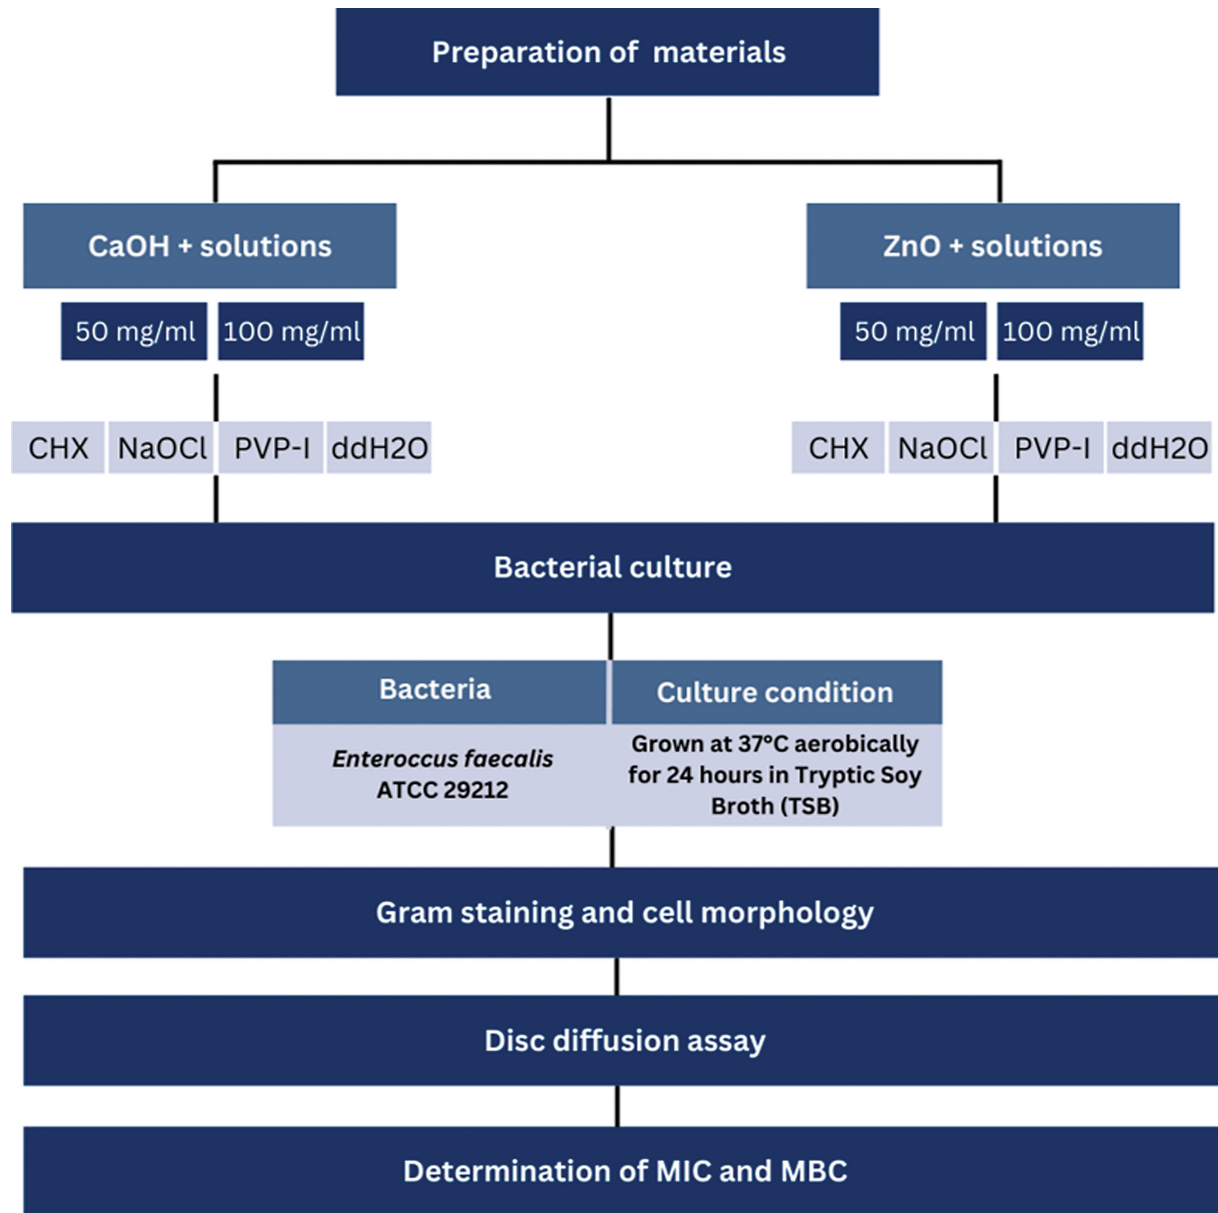 Preparation of materials
CaOH + solutions
ZnO + solutions
50 mg/ml
100 mg/ml
50 mg/ml
100 mg/ml
CHX
NaOCl
PVP-I
ddH2O
CHX
NaOCl
PVP-I
ddH2O
Bacterial culture
Bacteria
Culture condition
Enteroccus faecalis
ATCC 29212
Grown at 37°C aerobically
for 24 hours in Tryptic Soy
Broth (TSB)
Gram staining and cell morphology
Disc diffusion assay
Determination of MIC and MBC